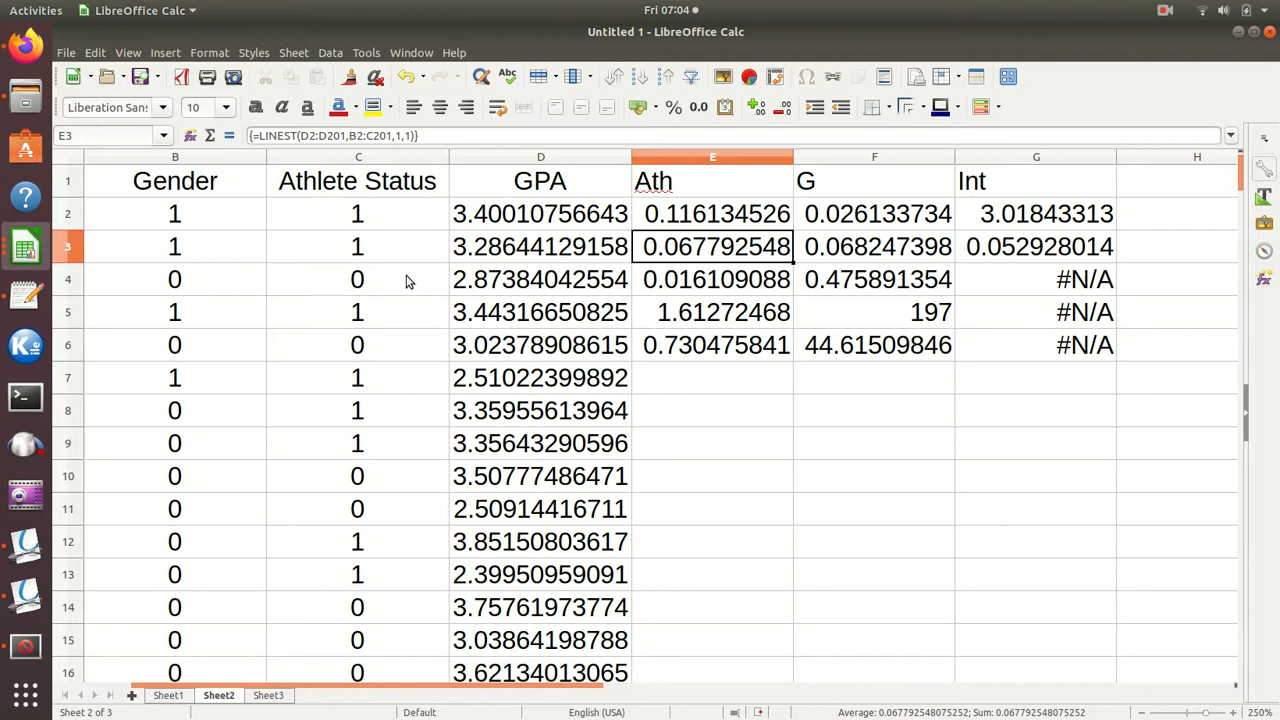 Activities LibreOffice Calc Fri 07:04
Untitled 1 - LibreOffice Calc
File Edit View Insert Format Styles Sheet Data Tools Window Help
Liberation Sans 10
E3 {=LINEST(D2:D201,B2:C201,1,1)}
B C D E F G H
1 Gender Athlete Status GPA Ath G Int
2 1 1 3.40010756643 0.116134526 0.026133734 3.01843313
3 1 1 3.28644129158 0.067792548 0.068247398 0.052928014
4 0 0 2.87384042554 0.016109088 0.475891354 #N/A
5 1 1 3.44316650825 1.61272468 197 #N/A
6 0 0 3.02378908615 0.730475841 44.61509846 #N/A
7 1 1 2.51022399892
8 0 1 3.35955613964
9 0 1 3.35643290596
10 0 0 3.50777486471
11 0 0 2.50914416711
12 0 1 3.85150803617
13 0 1 2.39950959091
14 0 0 3.75761973774
15 0 0 3.03864198788
16 0 0 3.62134013065
Sheet1 Sheet2 Sheet3
Sheet 2 of 3 Default English (USA) Average: 0.067792548075252; Sum: 0.067792548075252 250%